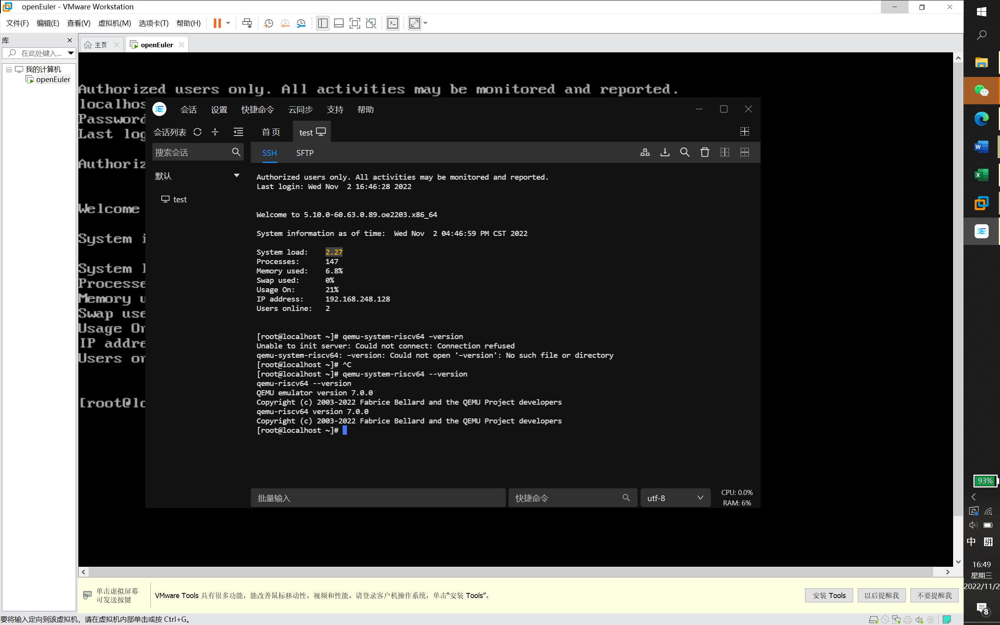 openEuler - VMware Workstation
文件(F) 编辑(E) 查看(V) 虚拟机(M) 选项卡(T) 帮助(H)
库
在此处键入...
我的计算机
openEuler
主页
openEuler
Authorized users only. All activities may be monitored and reported.
localhos
Password
Last log
Authoriz
Welcome
System i
System l
Processe
Memory u
Swap use
Usage On
IP addre
Users on
[root@lo
会话 设置 快捷命令 云同步 支持 帮助
会话列表
首页
test
搜索会话
SSH SFTP
默认
test
Authorized users only. All activities may be monitored and reported.
Last login: Wed Nov  2 16:46:28 2022
Welcome to 5.10.0-60.63.0.89.oe2203.x86_64
System information as of time:  Wed Nov  2 04:46:59 PM CST 2022
System load:    2.27
Processes:      147
Memory used:    6.8%
Swap used:      0%
Usage On:       21%
IP address:     192.168.248.128
Users online:   2
[root@localhost ~]# qemu-system-riscv64 –version
Unable to init server: Could not connect: Connection refused
qemu-system-riscv64: –version: Could not open '–version': No such file or directory
[root@localhost ~]# ^C
[root@localhost ~]# qemu-system-riscv64 --version
qemu-riscv64 --version
QEMU emulator version 7.0.0
Copyright (c) 2003-2022 Fabrice Bellard and the QEMU Project developers
qemu-riscv64 version 7.0.0
Copyright (c) 2003-2022 Fabrice Bellard and the QEMU Project developers
[root@localhost ~]#
批量输入
快捷命令
utf-8
CPU: 0.0%
RAM: 6%
单击虚拟屏幕
可发送按键
VMware Tools 具有很多功能，能改善鼠标移动性、视频和性能。请登录客户机操作系统，单击“安装 Tools”。
安装 Tools
以后提醒我
不要提醒我
要将输入定向到该虚拟机，请在虚拟机内部单击或按 Ctrl+G。
93%
中 拼
16:49
星期三
2022/11/2
8